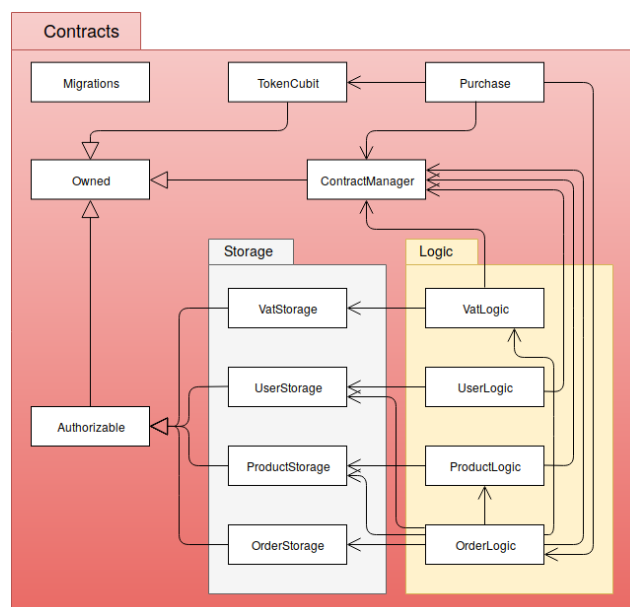 Contracts
Migrations
TokenCubit
Purchase
Owned
ContractManager
Storage
Logic
VatStorage
VatLogic
UserStorage
UserLogic
Authorizable
ProductStorage
ProductLogic
OrderStorage
OrderLogic